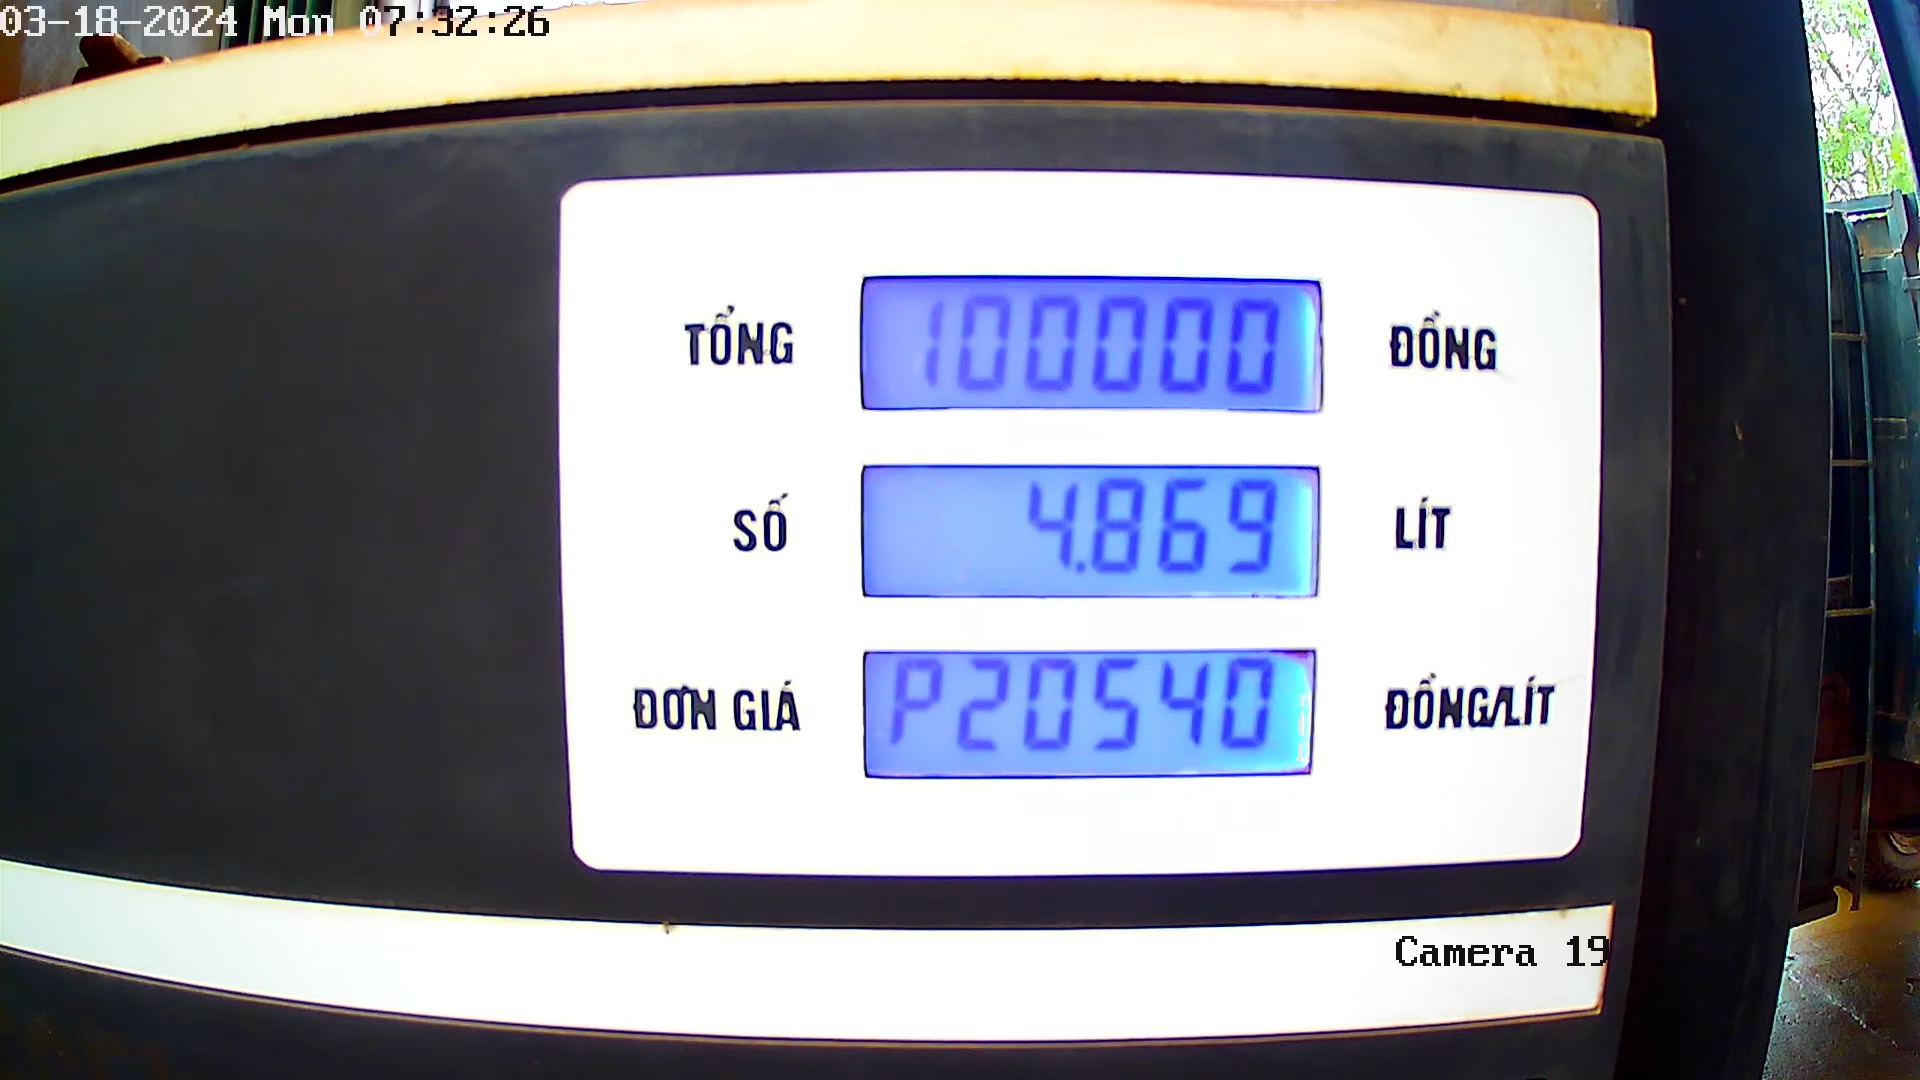 03-18-2024 Mon 07:32:26
TỔNG 100000 ĐỒNG
SỐ 4.869 LÍT
ĐƠN GIÁ P20540 ĐỒNG/LÍT
Camera 19